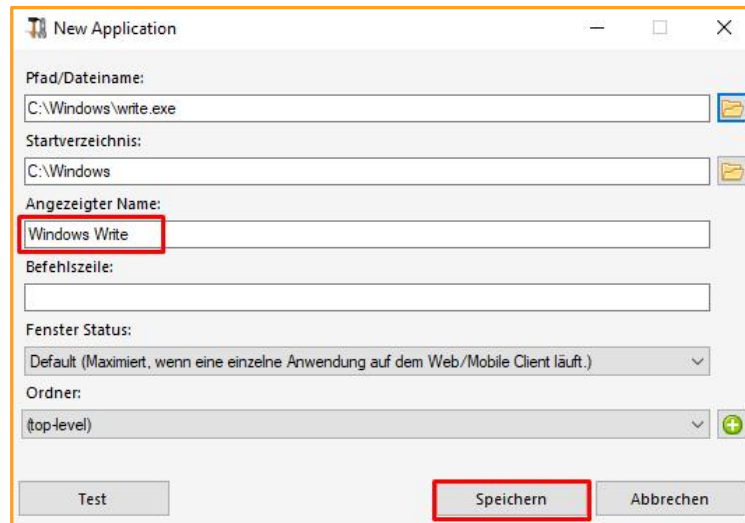 New Application
Pfad/Dateiname:
C:\Windows\write.exe
Startverzeichnis:
C:\Windows
Angezeigter Name:
Windows Write
Befehlszeile:
Fenster Status:
Default (Maximiert, wenn eine einzelne Anwendung auf dem Web/Mobile Client läuft.)
Ordner:
(top-level)
Test Speichern Abbrechen